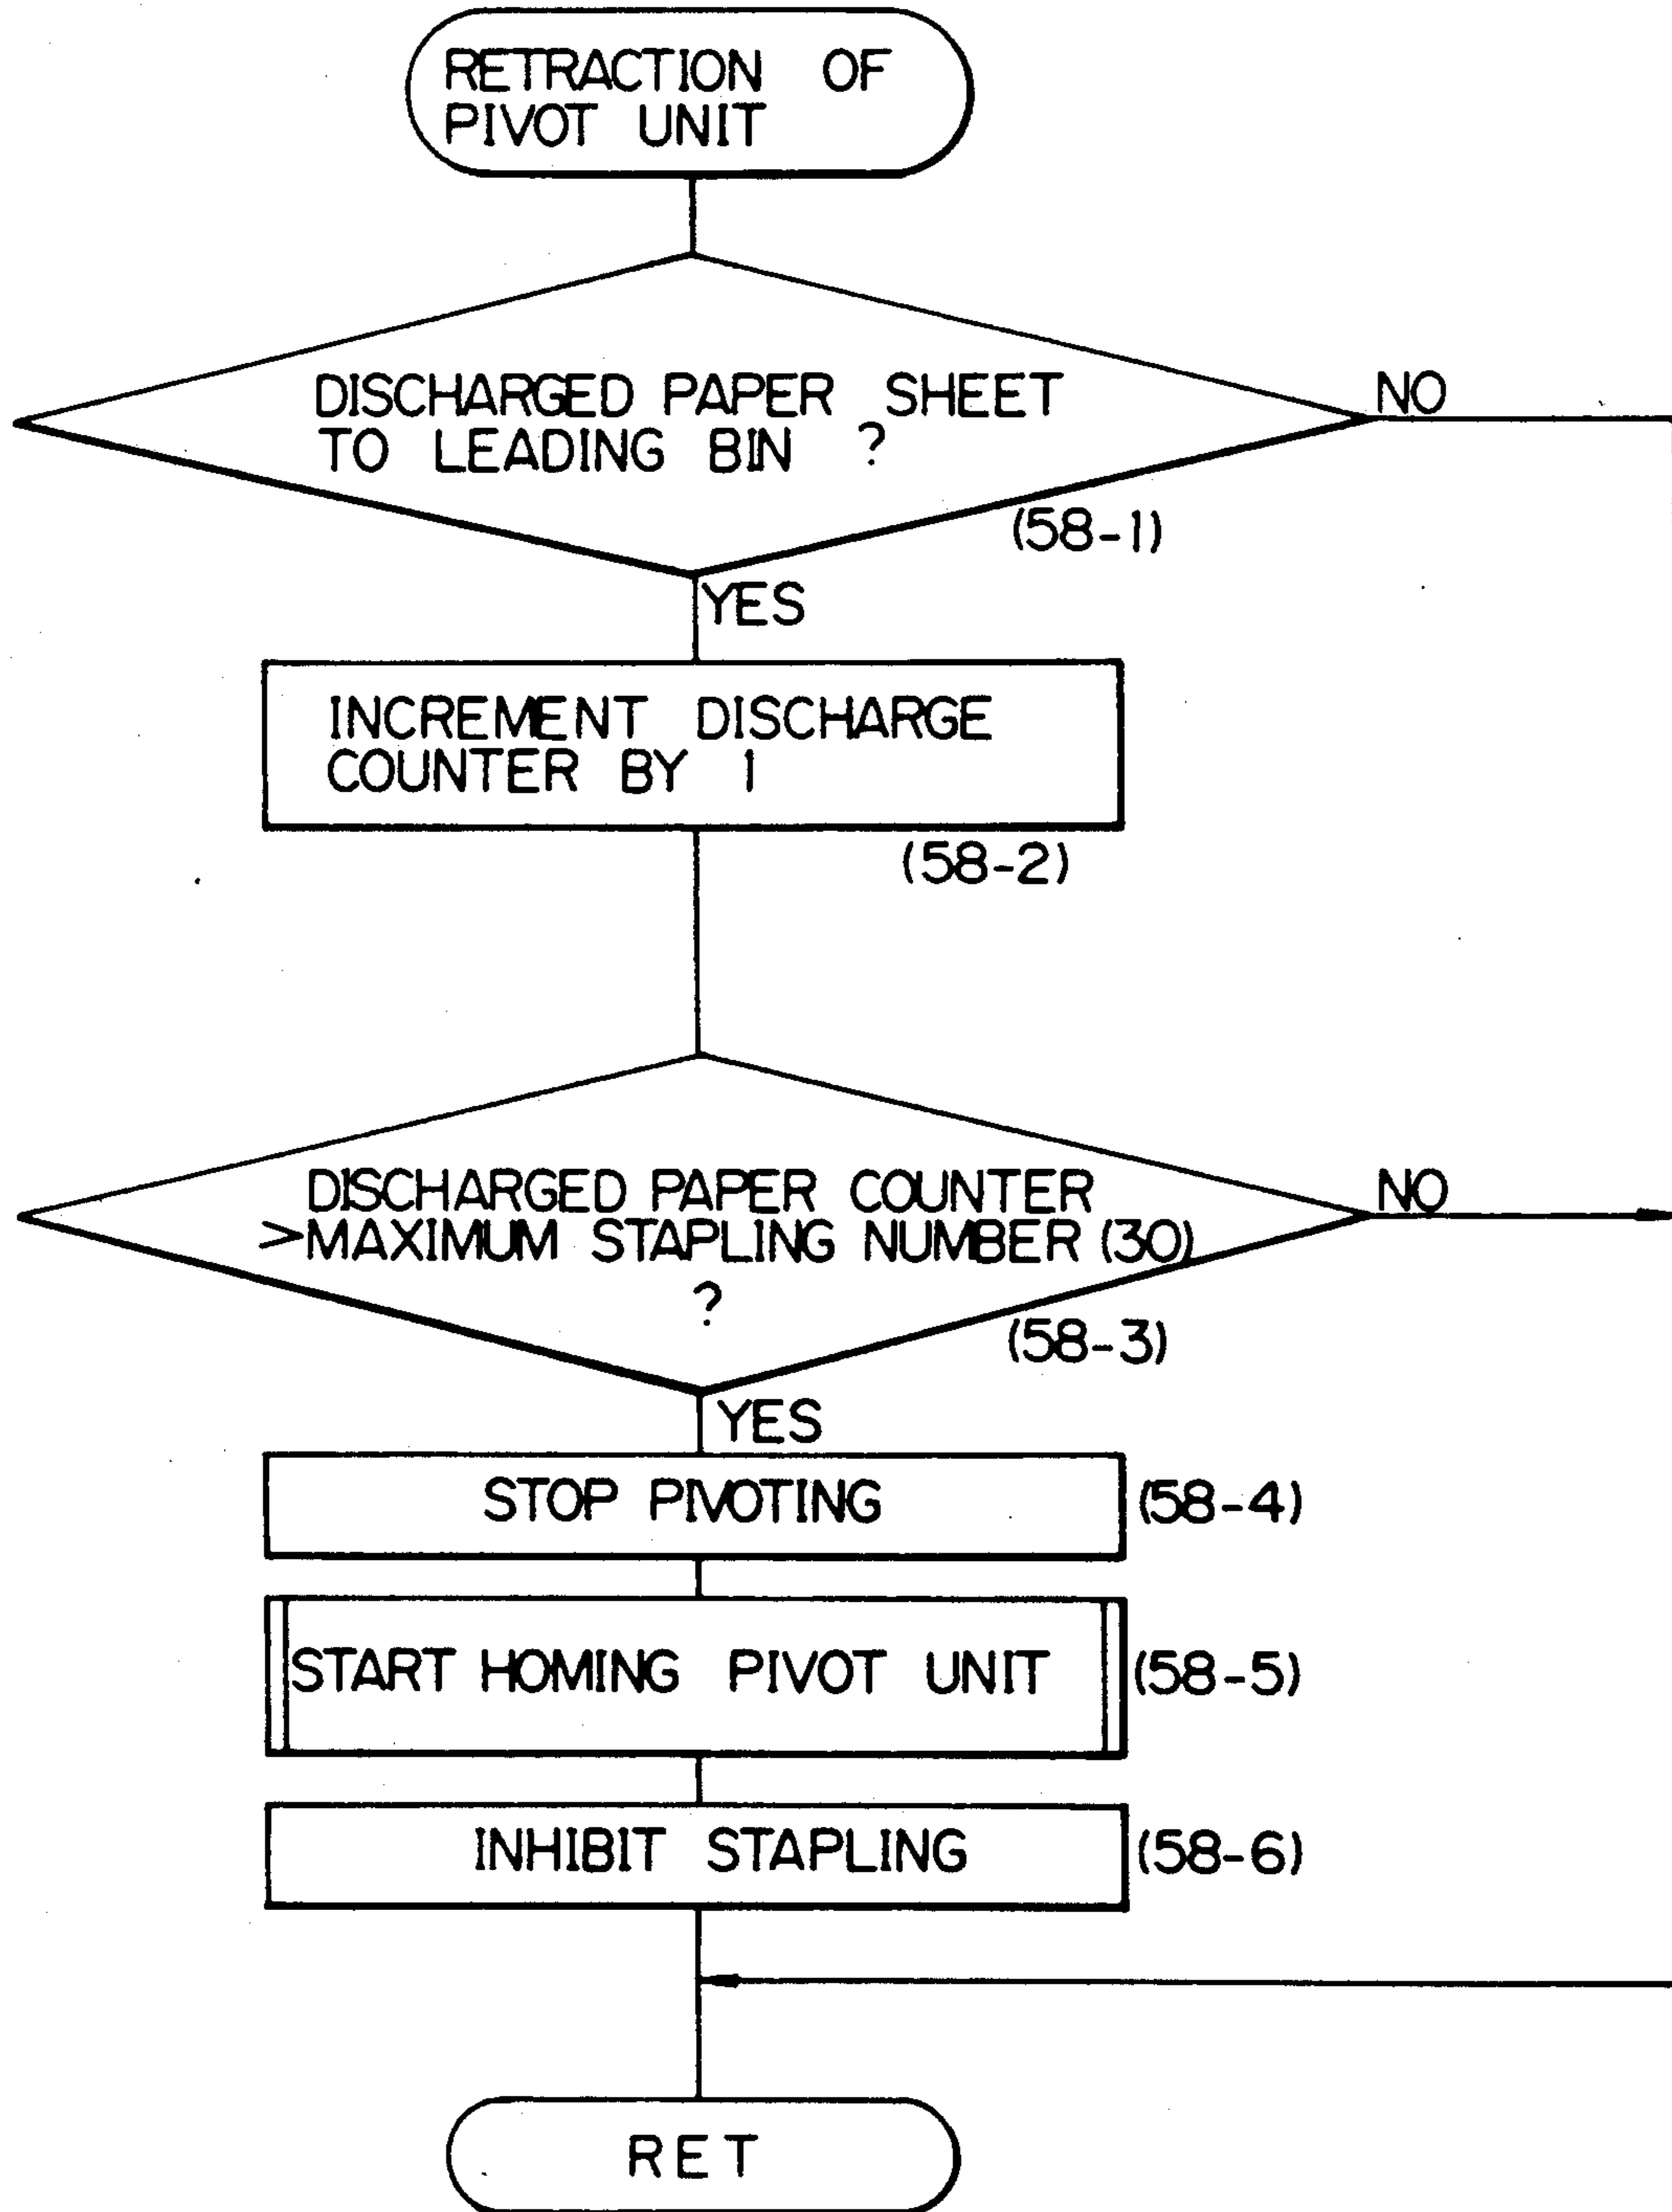 RETRACTION OF
PIVOT UNIT
DISCHARGED PAPER SHEET
TO LEADING BIN ?
NO
(58-1)
YES
INCREMENT DISCHARGE
COUNTER BY 1
(58-2)
DISCHARGED PAPER COUNTER
>MAXIMUM STAPLING NUMBER (30)
?
NO
(58-3)
YES
STOP PIVOTING
(58-4)
START HOMING PIVOT UNIT
(58-5)
INHIBIT STAPLING
(58-6)
RET